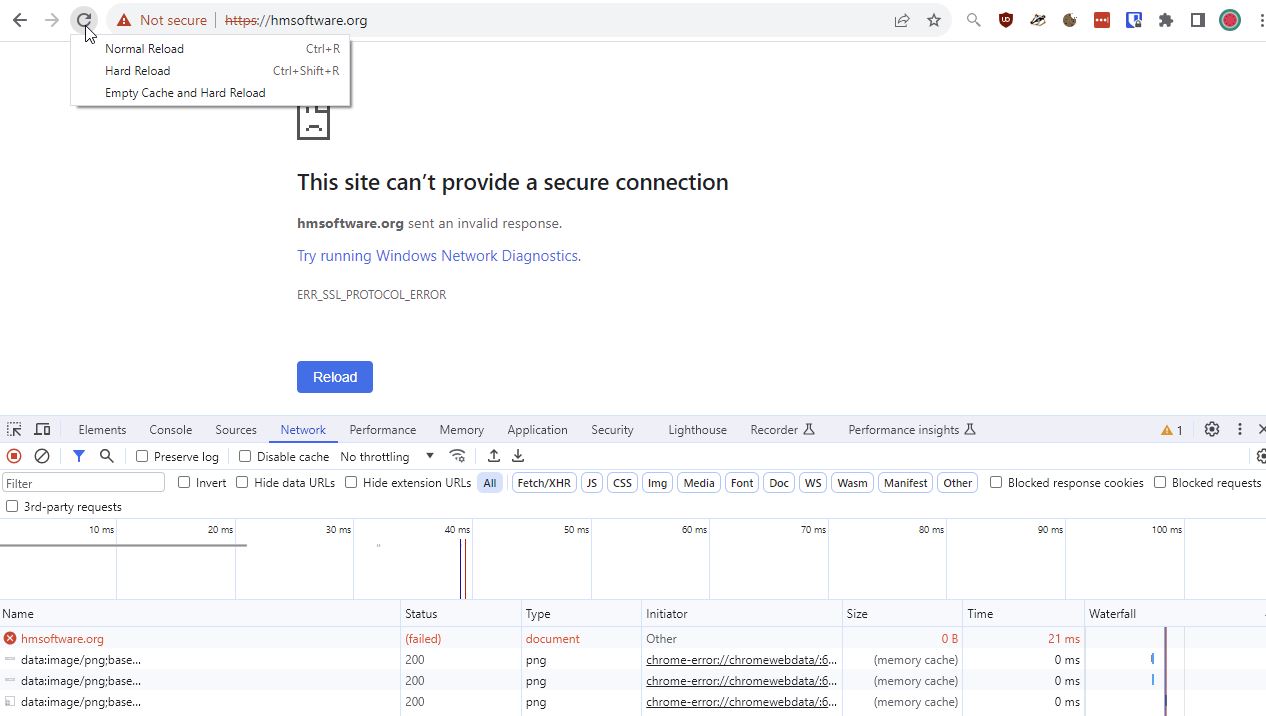 Not secure | https://hmsoftware.org
Normal Reload Ctrl+R
Hard Reload Ctrl+Shift+R
Empty Cache and Hard Reload
This site can’t provide a secure connection
hmsoftware.org sent an invalid response.
Try running Windows Network Diagnostics.
ERR_SSL_PROTOCOL_ERROR
Reload
Elements Console Sources Network Performance Memory Application Security Lighthouse Recorder Performance insights 1
Preserve log Disable cache No throttling
Filter Invert Hide data URLs Hide extension URLs All Fetch/XHR JS CSS Img Media Font Doc WS Wasm Manifest Other Blocked response cookies Blocked requests
3rd-party requests
10 ms 20 ms 30 ms 40 ms 50 ms 60 ms 70 ms 80 ms 90 ms 100 ms
Name Status Type Initiator Size Time Waterfall
hmsoftware.org (failed) document Other 0 B 21 ms
data:image/png;base... 200 png chrome-error://chromewebdata/:6... (memory cache) 0 ms
data:image/png;base... 200 png chrome-error://chromewebdata/:6... (memory cache) 0 ms
data:image/png;base... 200 png chrome-error://chromewebdata/:6... (memory cache) 0 ms